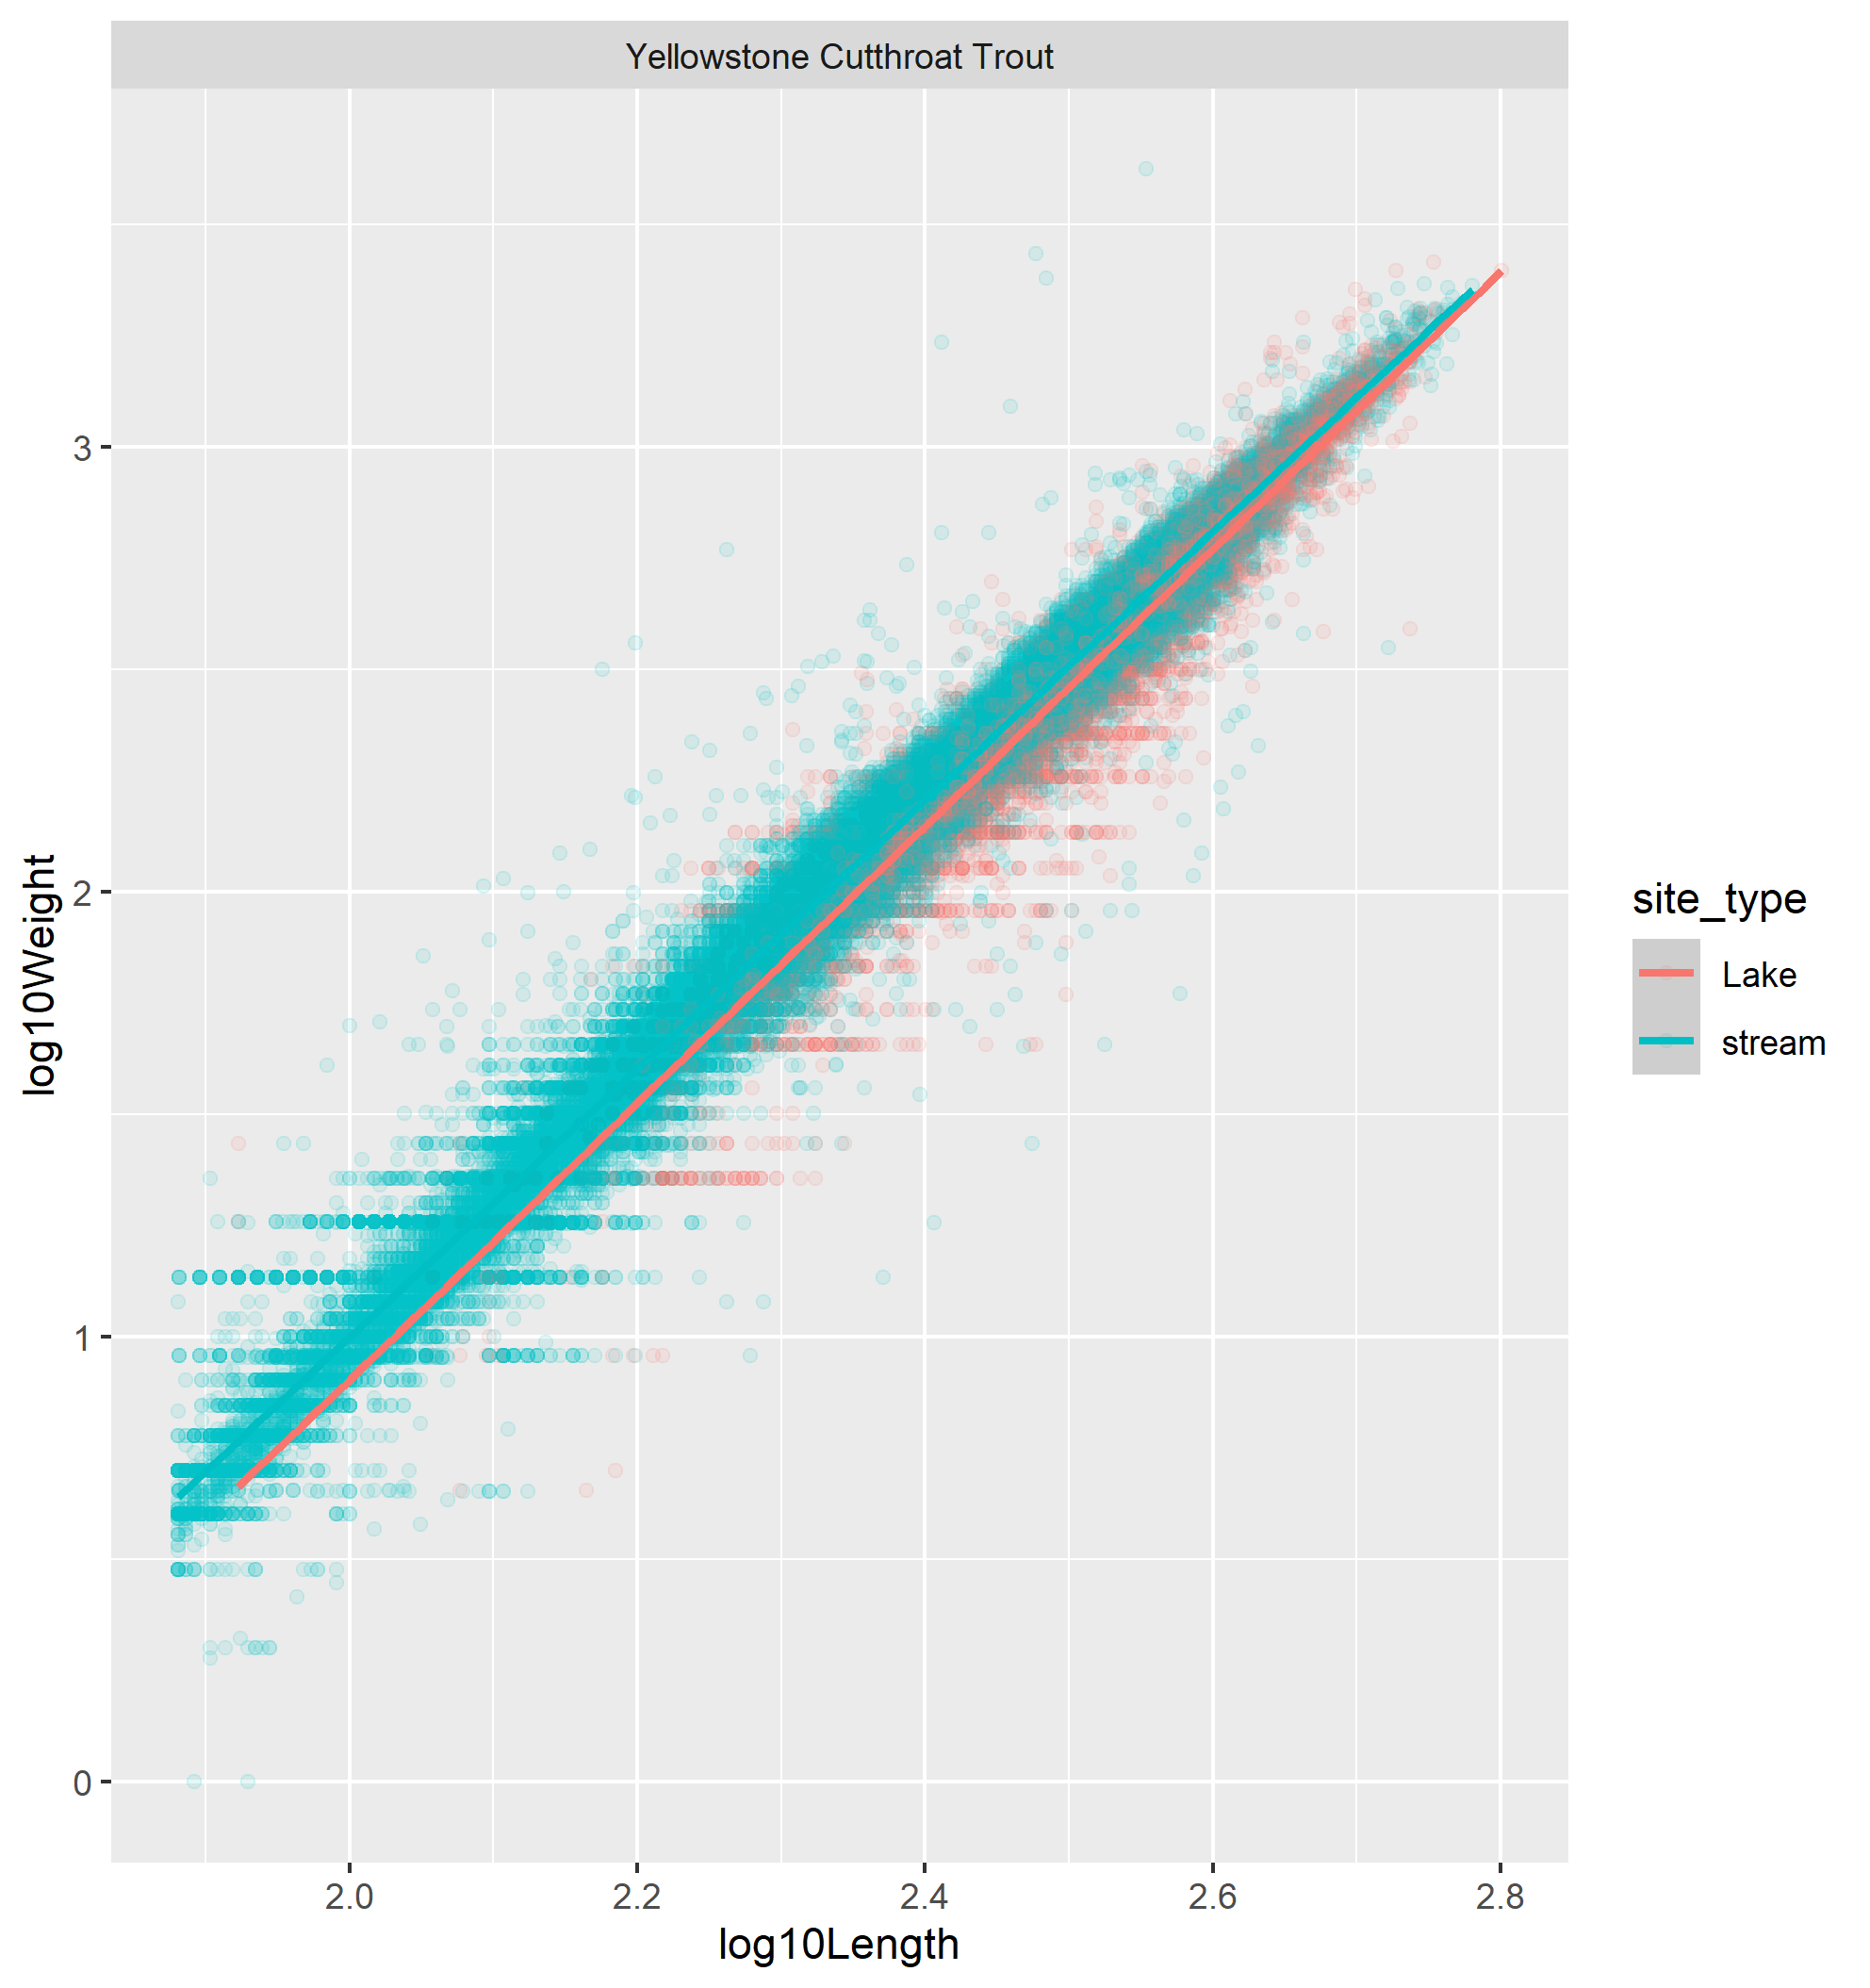 Yellowstone Cutthroat Trout
3
2
1
0
log10Weight
2.0 2.2 2.4 2.6 2.8
log10Length
site_type
Lake
stream